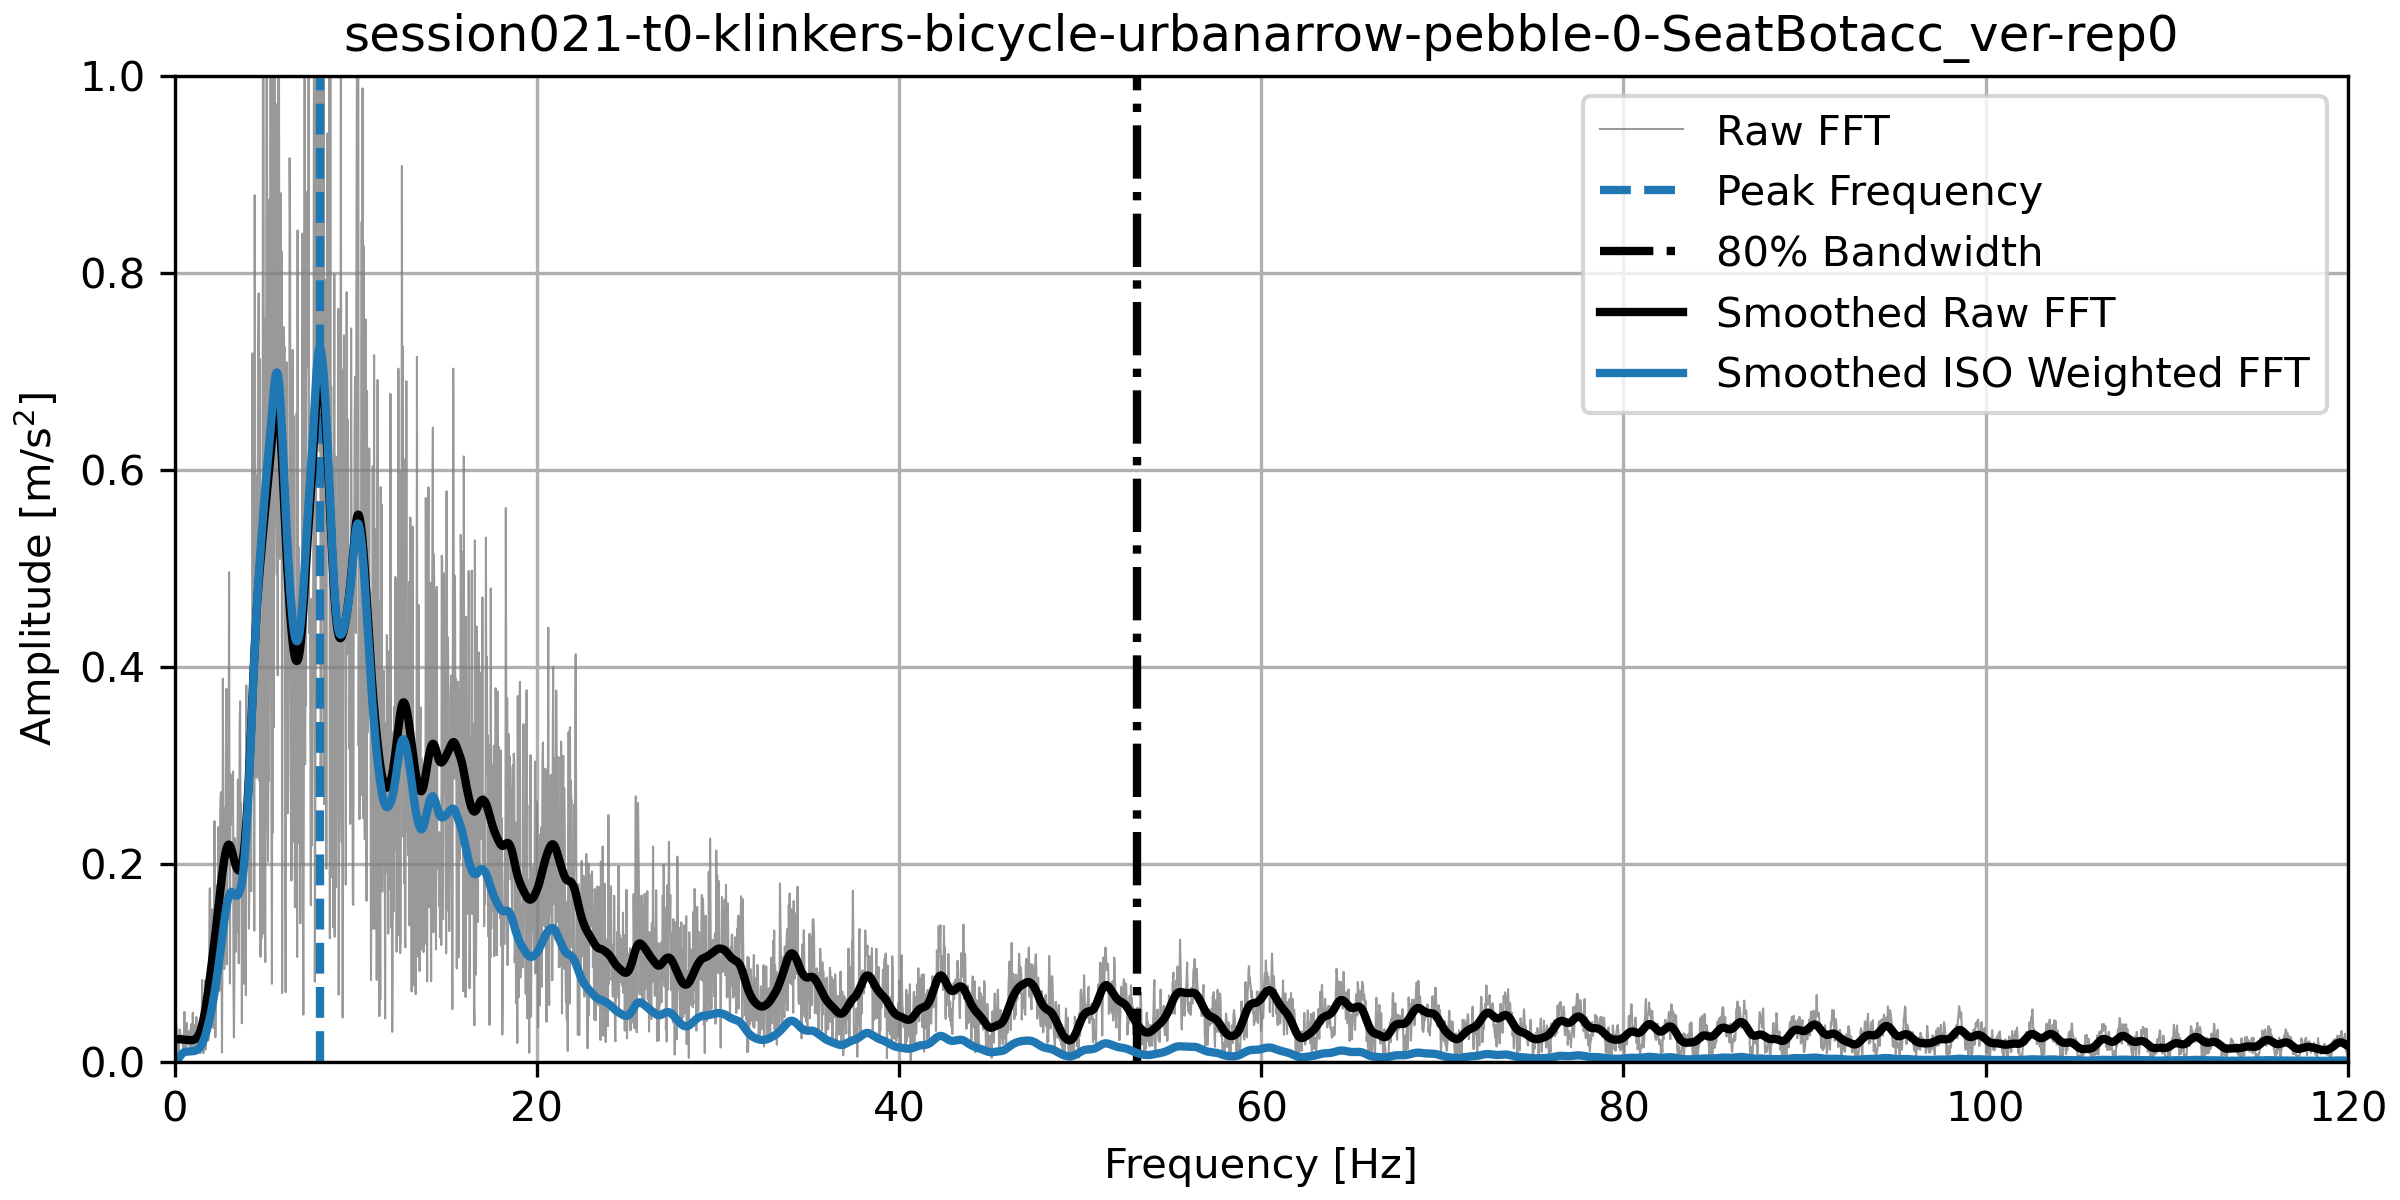 session021-t0-klinkers-bicycle-urbanarrow-pebble-0-SeatBotacc_ver-rep0
1.0
0.8
0.6
0.4
0.2
0.0
Amplitude [m/s²]
Raw FFT
Peak Frequency
80% Bandwidth
Smoothed Raw FFT
Smoothed ISO Weighted FFT
0 20 40 60 80 100 120
Frequency [Hz]